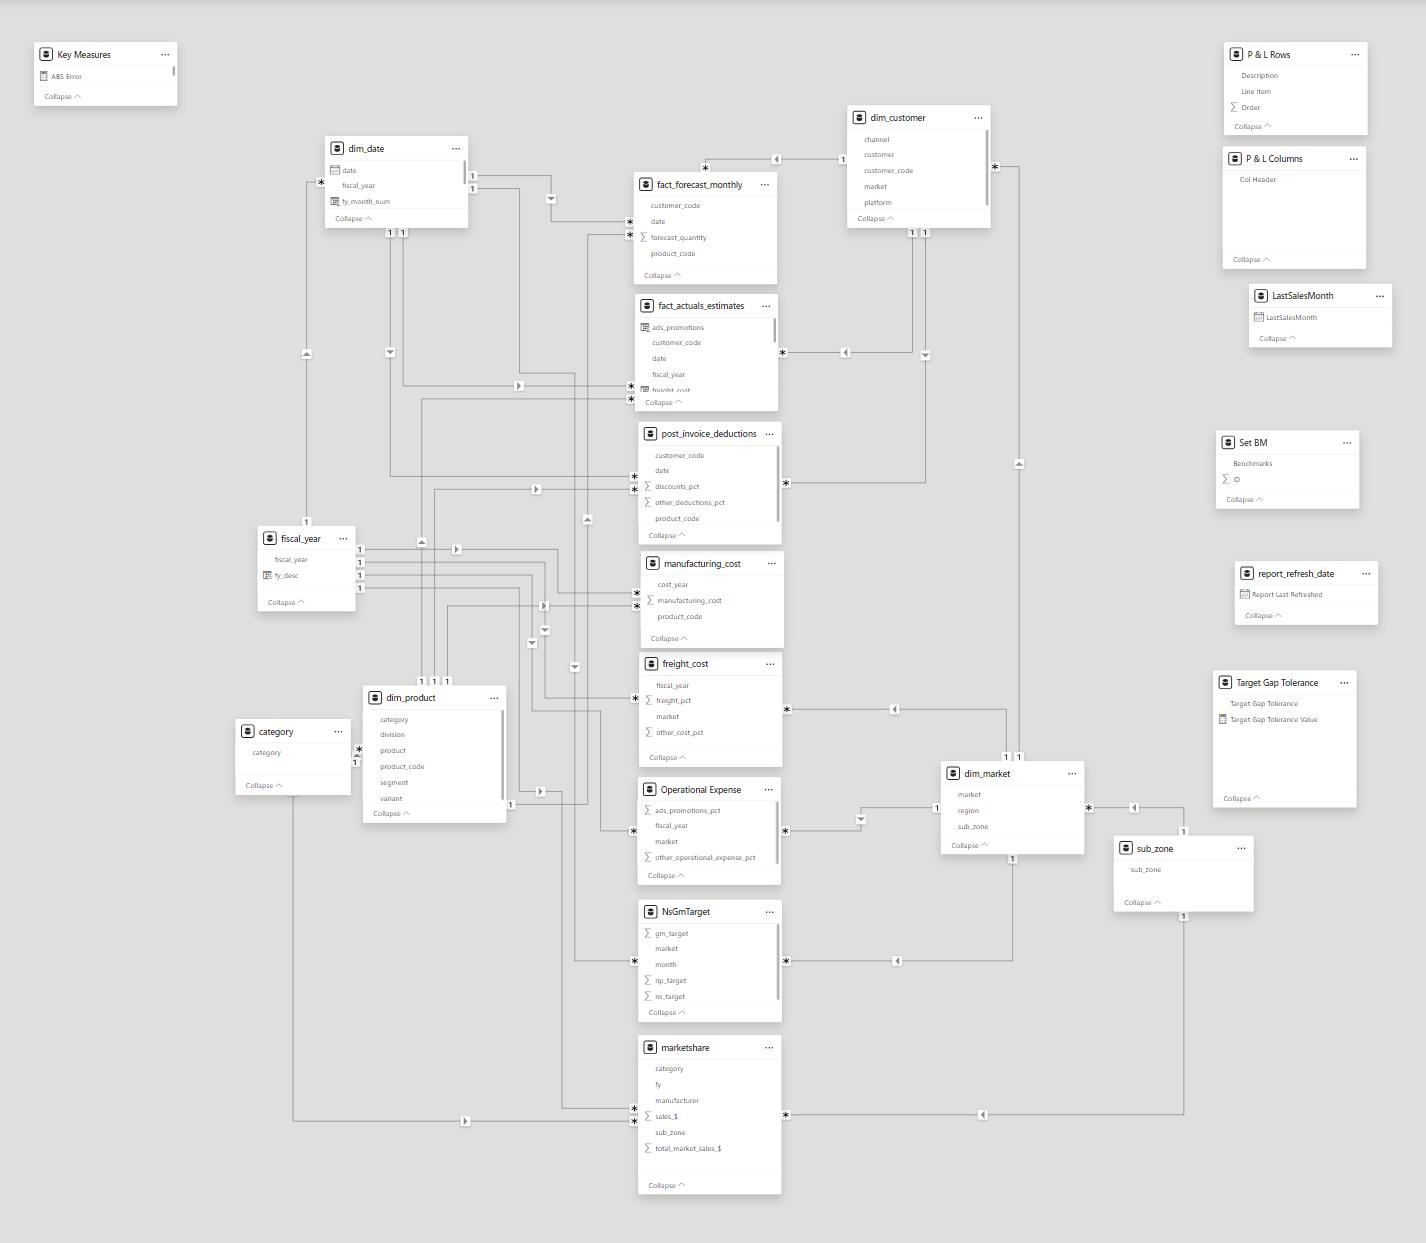 Key Measures
ABS Error
Collapse
dim_date
date
fiscal_year
fy_month_num
Collapse
fact_forecast_monthly
customer_code
date
forecast_quantity
product_code
Collapse
dim_customer
channel
customer
customer_code
market
platform
Collapse
P & L Rows
Description
Line Item
Order
Collapse
P & L Columns
Col Header
Collapse
LastSalesMonth
LastSalesMonth
Collapse
fact_actuals_estimates
ads_promotions
customer_code
date
fiscal_year
freight_cost
Collapse
post_invoice_deductions
customer_code
date
discounts_pct
other_deductions_pct
product_code
Collapse
Set BM
Benchmarks
ID
Collapse
fiscal_year
fiscal_year
fy_desc
Collapse
manufacturing_cost
cost_year
manufacturing_cost
product_code
Collapse
report_refresh_date
Report Last Refreshed
Collapse
freight_cost
fiscal_year
freight_pct
market
other_cost_pct
Collapse
Target Gap Tolerance
Target Gap Tolerance
Target Gap Tolerance Value
Collapse
dim_product
category
division
product
product_code
segment
variant
Collapse
category
category
Collapse
Operational Expense
ads_promotions_pct
fiscal_year
market
other_operational_expense_pct
Collapse
dim_market
market
region
sub_zone
Collapse
sub_zone
sub_zone
Collapse
NsGmTarget
gm_target
market
month
np_target
ns_target
Collapse
marketshare
category
fy
manufacturer
sales_$
sub_zone
total_market_sales_$
Collapse